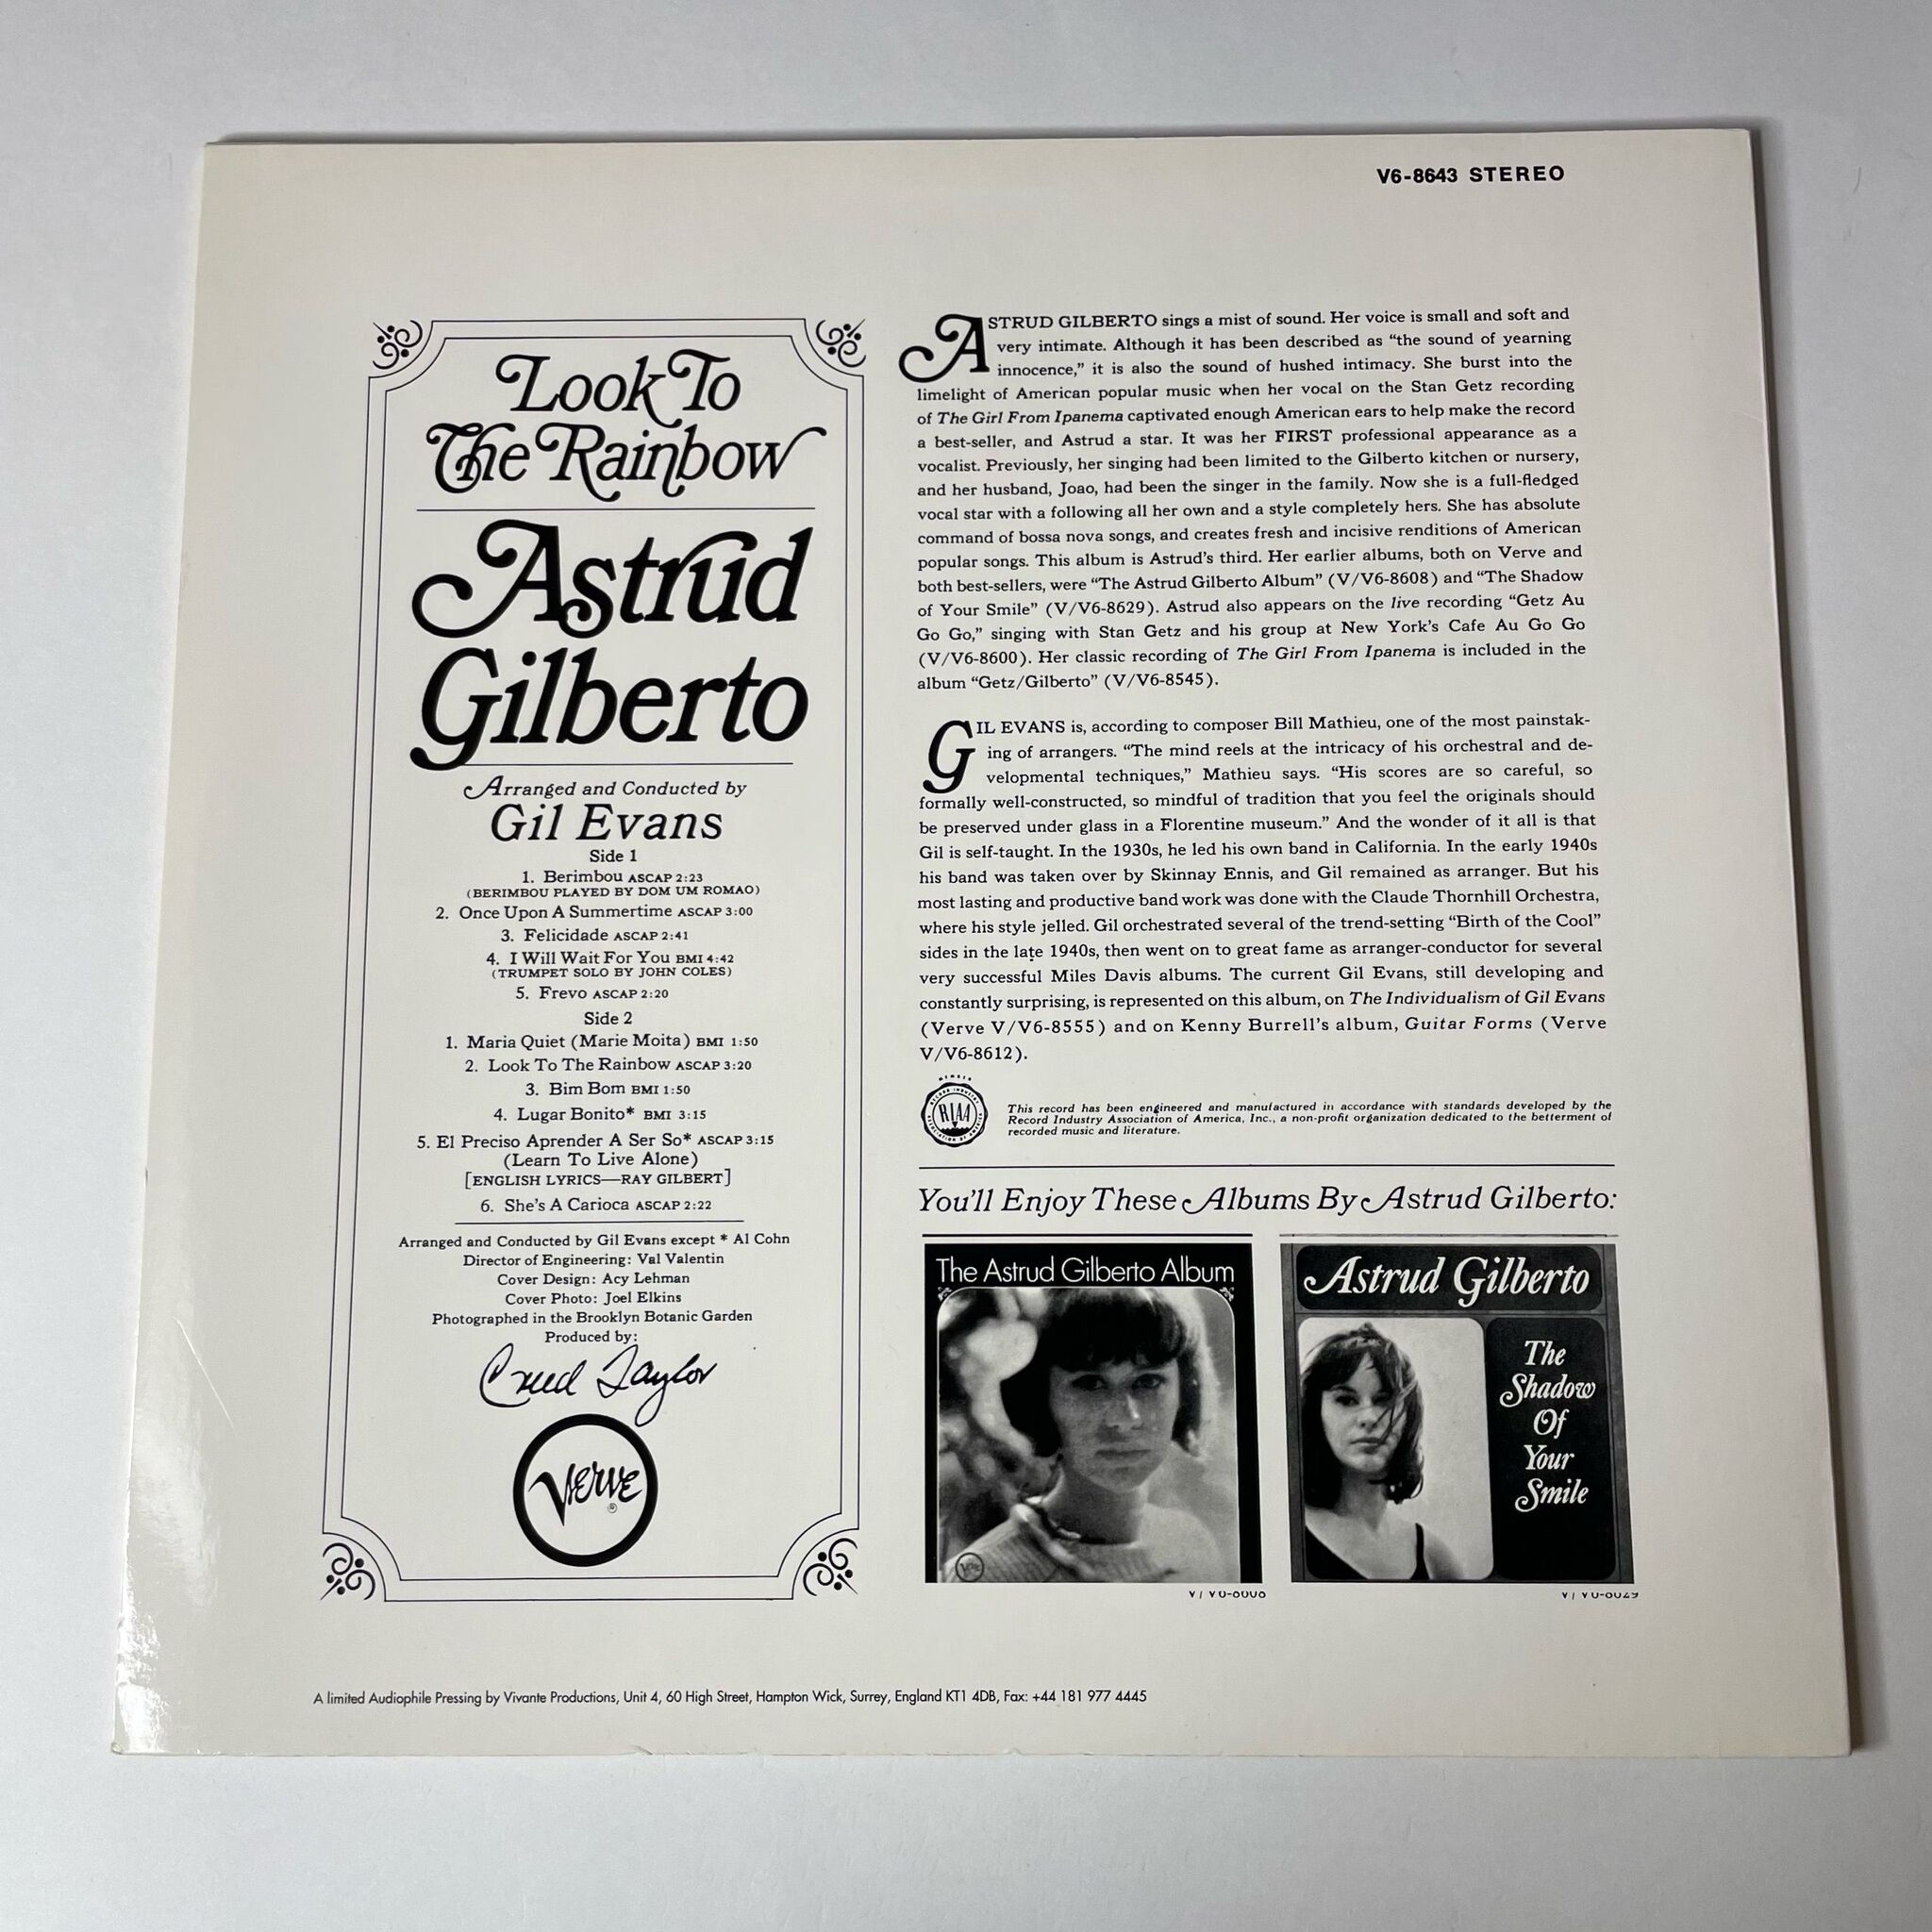 V6-8643 STEREO
Look To
The Rainbow
Astrud
Gilberto
Arranged and Conducted by
Gil Evans
Side 1
1. Berimbou ASCAP 2:23
(BERIMBOU PLAYED BY DOM UM ROMAO)
2. Once Upon A Summertime ASCAP 3:00
3. Felicidade ASCAP 2:41
4. I Will Wait For You BMI 4:42
(TRUMPET SOLO BY JOHN COLES)
5. Frevo ASCAP 2:20
Side 2
1. Maria Quiet (Marie Moita) BMI 1:50
2. Look To The Rainbow ASCAP 3:20
3. Bim Bom BMI 1:50
4. Lugar Bonito* BMI 3:15
5. El Preciso Aprender A Ser So* ASCAP 3:15
(Learn To Live Alone)
[ENGLISH LYRICS—RAY GILBERT]
6. She's A Carioca ASCAP 2:22
Arranged and Conducted by Gil Evans except * Al Cohn
Director of Engineering: Val Valentin
Cover Design: Acy Lehman
Cover Photo: Joel Elkins
Photographed in the Brooklyn Botanic Garden
Produced by:
Creed Taylor
VERVE ®
ASTRUD GILBERTO sings a mist of sound. Her voice is small and soft and
very intimate. Although it has been described as "the sound of yearning
innocence," it is also the sound of hushed intimacy. She burst into the
limelight of American popular music when her vocal on the Stan Getz recording
of The Girl From Ipanema captivated enough American ears to help make the record
a best-seller, and Astrud a star. It was her FIRST professional appearance as a
vocalist. Previously, her singing had been limited to the Gilberto kitchen or nursery,
and her husband, Joao, had been the singer in the family. Now she is a full-fledged
vocal star with a following all her own and a style completely hers. She has absolute
command of bossa nova songs, and creates fresh and incisive renditions of American
popular songs. This album is Astrud's third. Her earlier albums, both on Verve and
both best-sellers, were "The Astrud Gilberto Album" (V/V6-8608) and "The Shadow
of Your Smile" (V/V6-8629). Astrud also appears on the live recording "Getz Au
Go Go," singing with Stan Getz and his group at New York's Cafe Au Go Go
(V/V6-8600). Her classic recording of The Girl From Ipanema is included in the
album "Getz/Gilberto" (V/V6-8545).
GIL EVANS is, according to composer Bill Mathieu, one of the most painstak-
ing of arrangers. "The mind reels at the intricacy of his orchestral and de-
velopmental techniques," Mathieu says. "His scores are so careful, so
formally well-constructed, so mindful of tradition that you feel the originals should
be preserved under glass in a Florentine museum." And the wonder of it all is that
Gil is self-taught. In the 1930s, he led his own band in California. In the early 1940s
his band was taken over by Skinnay Ennis, and Gil remained as arranger. But his
most lasting and productive band work was done with the Claude Thornhill Orchestra,
where his style jelled. Gil orchestrated several of the trend-setting "Birth of the Cool"
sides in the late 1940s, then went on to great fame as arranger-conductor for several
very successful Miles Davis albums. The current Gil Evans, still developing and
constantly surprising, is represented on this album, on The Individualism of Gil Evans
(Verve V/V6-8555) and on Kenny Burrell's album, Guitar Forms (Verve
V/V6-8612).
MEMBER
RIAA
This record has been engineered and manufactured in accordance with standards developed by the
Record Industry Association of America, Inc., a non-profit organization dedicated to the betterment of
recorded music and literature.
You'll Enjoy These Albums By Astrud Gilberto:
The Astrud Gilberto Album
Verve
Astrud Gilberto
The
Shadow
Of
Your
Smile
A limited Audiophile Pressing by Vivante Productions, Unit 4, 60 High Street, Hampton Wick, Surrey, England KT1 4DB, Fax: +44 181 977 4445